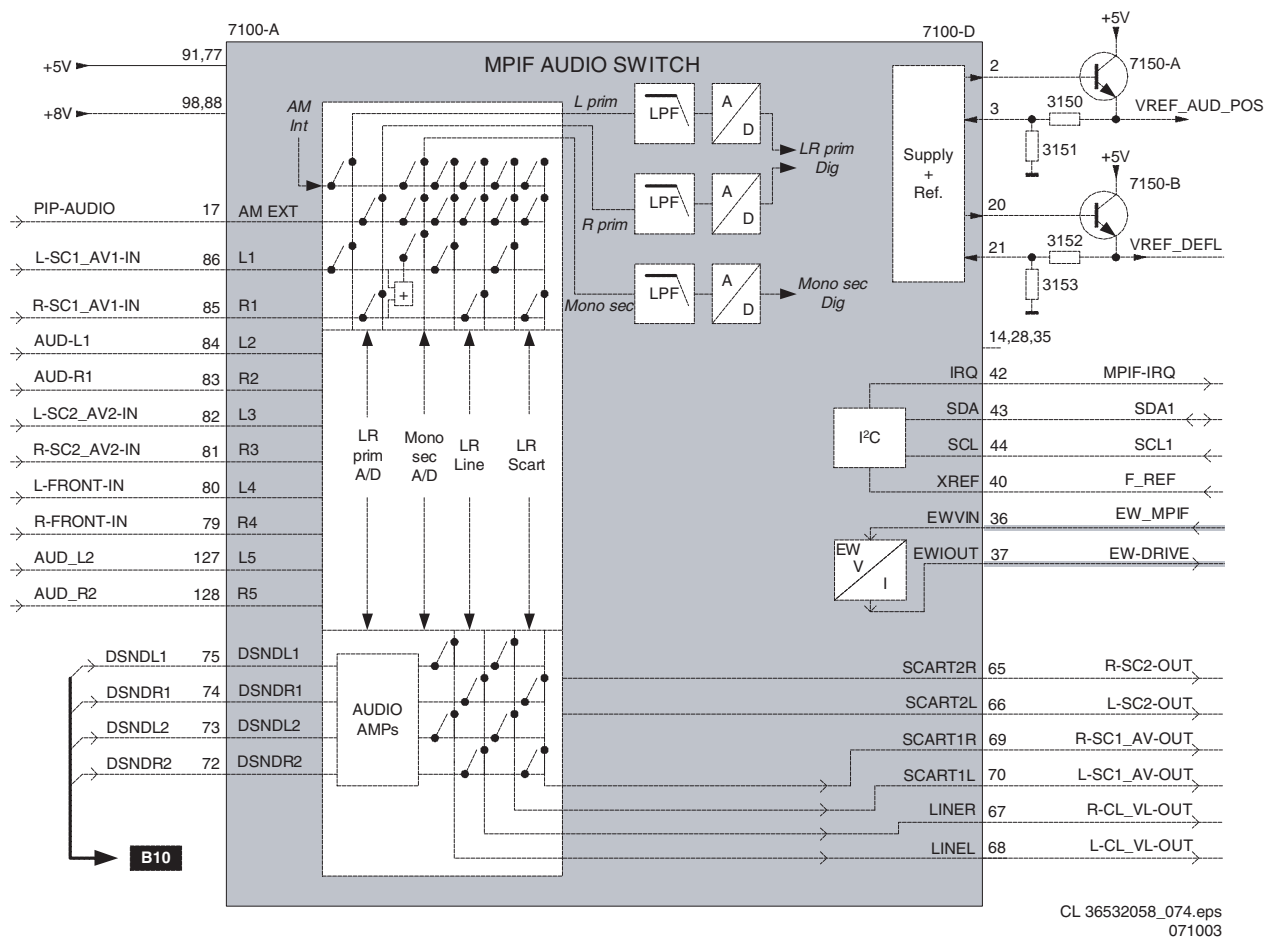 7100-A
7100-D
+5V
+5V
91,77
MPIF AUDIO SWITCH
2
7150-A
+8V
98,88
AM
Int
L prim
LPF
A
D
3
3150
VREF_AUD_POS
LR prim
Dig
Supply
+
Ref.
3151
+5V
PIP-AUDIO
17
AM EXT
R prim
LPF
A
D
20
7150-B
L-SC1_AV1-IN
86
L1
21
3152
VREF_DEFL
+
Mono sec
LPF
A
D
Mono sec
Dig
3153
R-SC1_AV1-IN
85
R1
AUD-L1
84
L2
14,28,35
AUD-R1
83
R2
IRQ
42
MPIF-IRQ
L-SC2_AV2-IN
82
L3
I²C
SDA
43
SDA1
R-SC2_AV2-IN
81
R3
SCL
44
SCL1
LR
prim
A/D
Mono
sec
A/D
LR
Line
LR
Scart
L-FRONT-IN
80
L4
XREF
40
F_REF
R-FRONT-IN
79
R4
EWVIN
36
EW_MPIF
AUD_L2
127
L5
EW
V
I
EWIOUT
37
EW-DRIVE
AUD_R2
128
R5
DSNDL1
75
DSNDL1
SCART2R
65
R-SC2-OUT
DSNDR1
74
DSNDR1
AUDIO
AMPs
SCART2L
66
L-SC2-OUT
DSNDL2
73
DSNDL2
SCART1R
69
R-SC1_AV-OUT
DSNDR2
72
DSNDR2
SCART1L
70
L-SC1_AV-OUT
LINER
67
R-CL_VL-OUT
B10
LINEL
68
L-CL_VL-OUT
CL 36532058_074.eps
071003